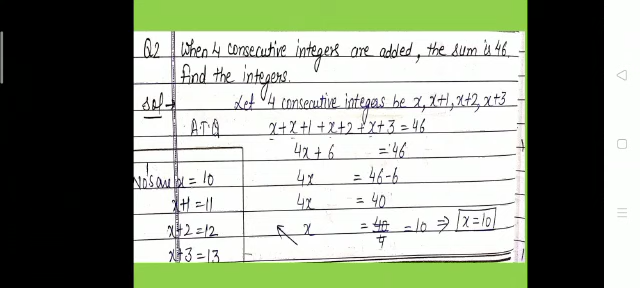 Q2 When 4 consecutive integers are added, the sum is 46.
Find the integers.
Sol → Let 4 consecutive integers be x, x+1, x+2, x+3
A.T.Q x+x+1+x+2+x+3=46
4x+6 = 46
4x = 46-6
4x = 40
x = 40/4 = 10 ⇒ x=10
No's are x = 10
x+1 = 11
x+2 = 12
x+3 = 13